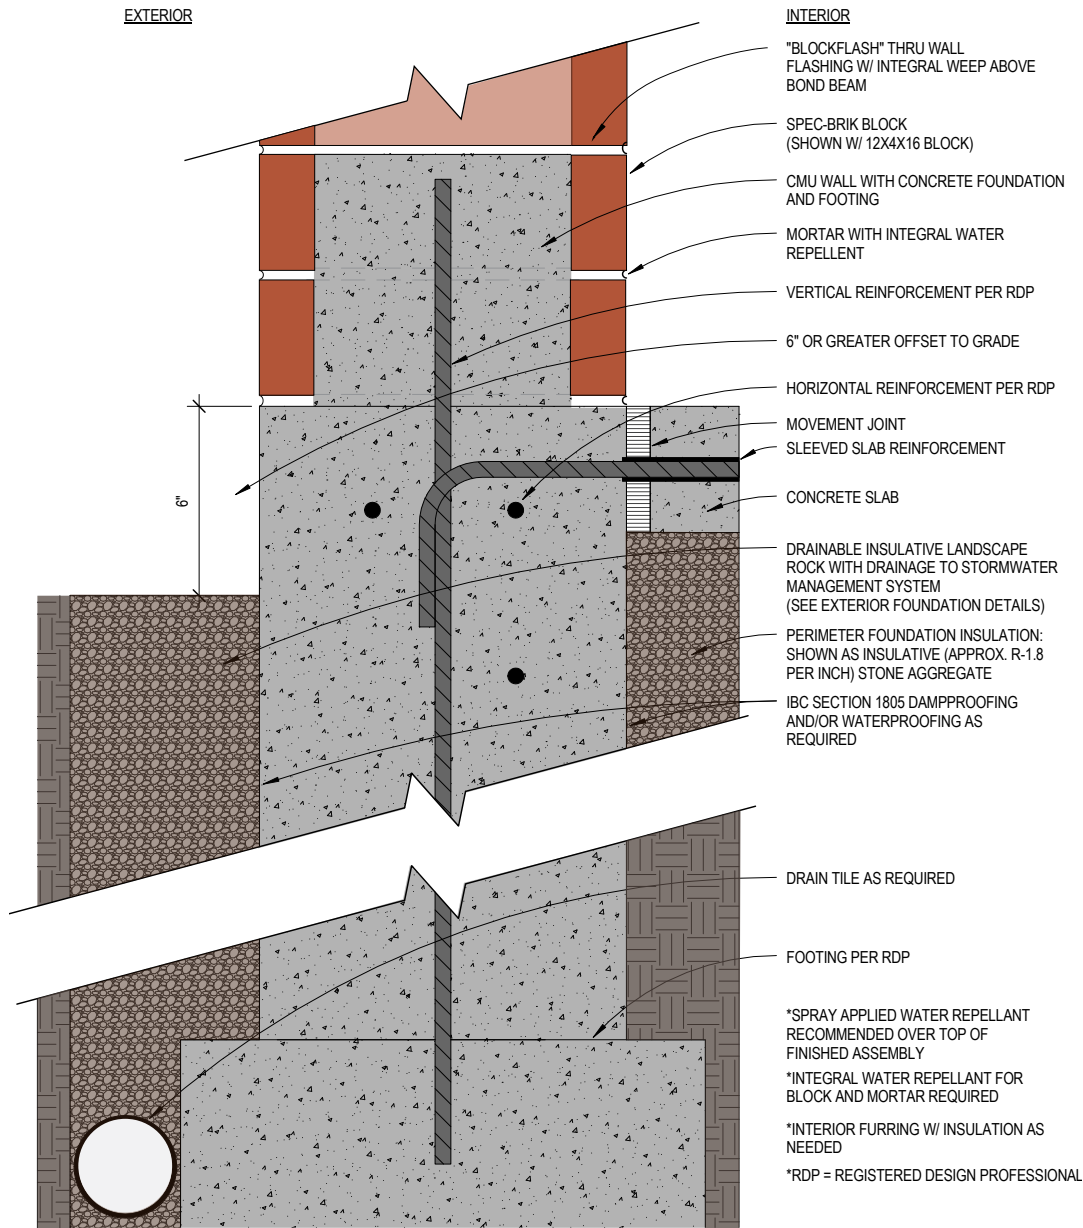 EXTERIOR
INTERIOR
"BLOCKFLASH" THRU WALL
FLASHING W/ INTEGRAL WEEP ABOVE
BOND BEAM
SPEC-BRIK BLOCK
(SHOWN W/ 12X4X16 BLOCK)
CMU WALL WITH CONCRETE FOUNDATION
AND FOOTING
MORTAR WITH INTEGRAL WATER
REPELLENT
VERTICAL REINFORCEMENT PER RDP
6" OR GREATER OFFSET TO GRADE
HORIZONTAL REINFORCEMENT PER RDP
MOVEMENT JOINT
SLEEVED SLAB REINFORCEMENT
6"
CONCRETE SLAB
DRAINABLE INSULATIVE LANDSCAPE
ROCK WITH DRAINAGE TO STORMWATER
MANAGEMENT SYSTEM
(SEE EXTERIOR FOUNDATION DETAILS)
PERIMETER FOUNDATION INSULATION:
SHOWN AS INSULATIVE (APPROX. R-1.8
PER INCH) STONE AGGREGATE
IBC SECTION 1805 DAMPPROOFING
AND/OR WATERPROOFING AS
REQUIRED
DRAIN TILE AS REQUIRED
FOOTING PER RDP
*SPRAY APPLIED WATER REPELLANT
RECOMMENDED OVER TOP OF
FINISHED ASSEMBLY
*INTEGRAL WATER REPELLANT FOR
BLOCK AND MORTAR REQUIRED
*INTERIOR FURRING W/ INSULATION AS
NEEDED
*RDP = REGISTERED DESIGN PROFESSIONAL